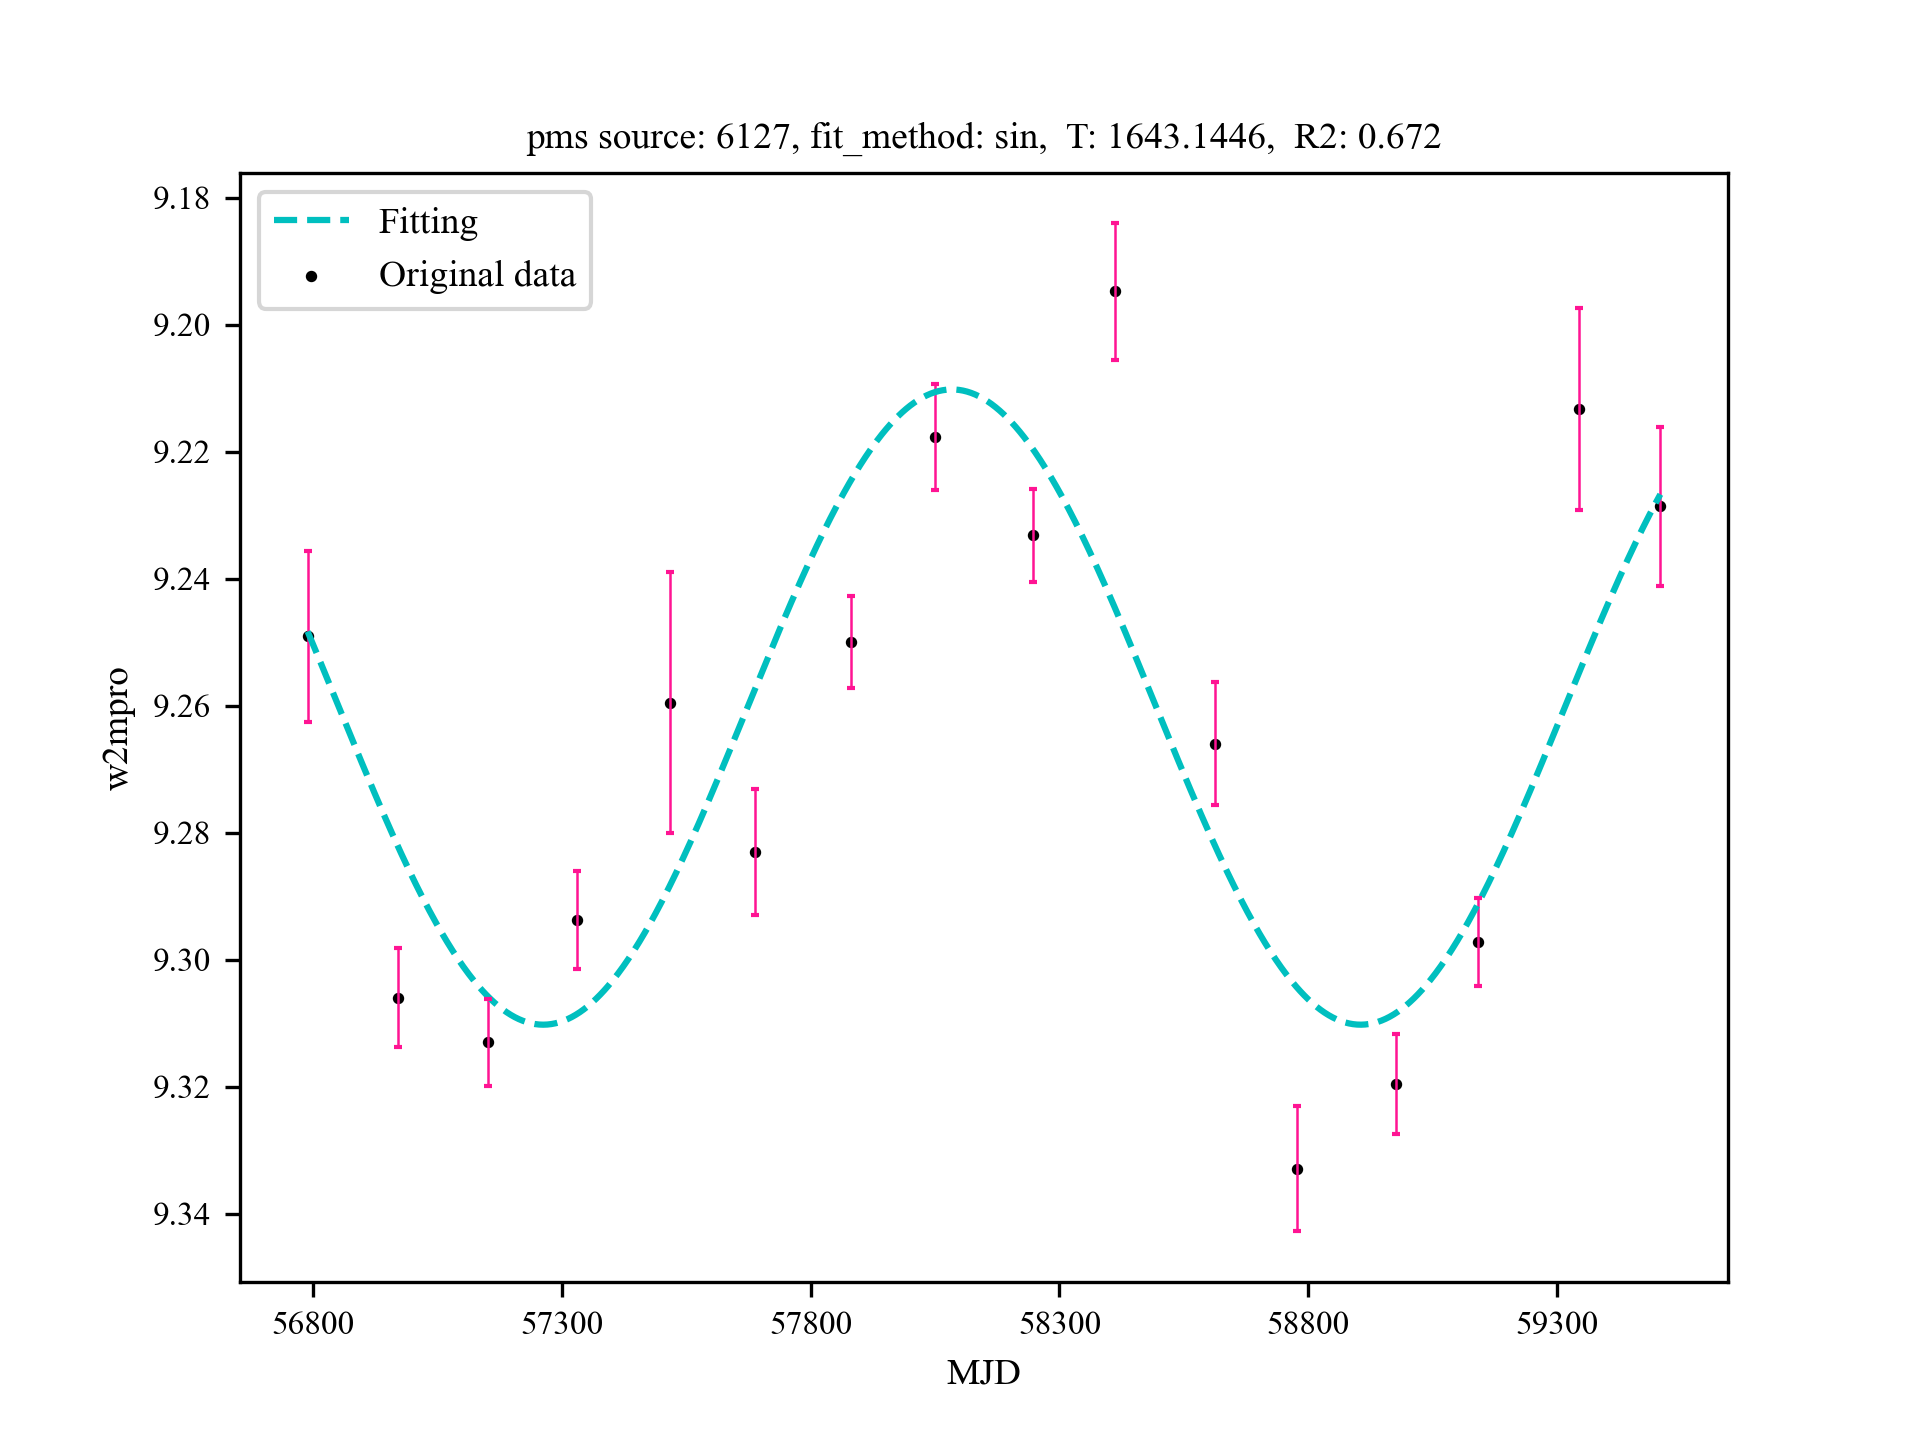 pms source: 6127, fit_method: sin,  T: 1643.1446,  R2: 0.672
Fitting
Original data
9.18
9.20
9.22
9.24
9.26
9.28
9.30
9.32
9.34
w2mpro
56800 57300 57800 58300 58800 59300
MJD